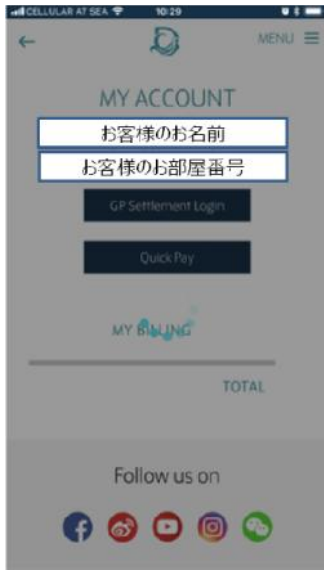 CELLULAR AT SEA 10:29
← MENU
MY ACCOUNT
お客様のお名前
お客様のお部屋番号
GP Settlement Login
Quick Pay
MY BILLING
TOTAL
Follow us on